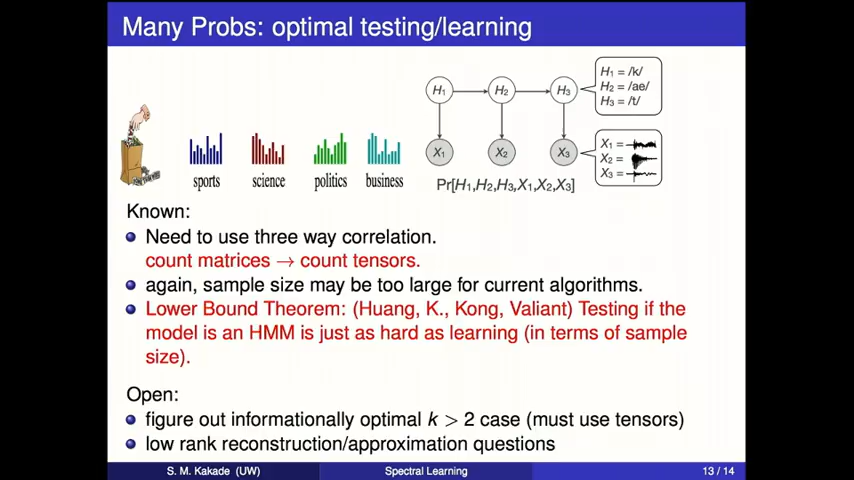 Many Probs: optimal testing/learning
H1
H2
H3
H1 = /k/
H2 = /ae/
H3 = /t/
X1
X2
X3
X1 =
X2 =
X3 =
sports
science
politics
business
Pr[H1,H2,H3,X1,X2,X3]
Known:
Need to use three way correlation.
count matrices → count tensors.
again, sample size may be too large for current algorithms.
Lower Bound Theorem: (Huang, K., Kong, Valiant) Testing if the
model is an HMM is just as hard as learning (in terms of sample
size).
Open:
figure out informationally optimal k > 2 case (must use tensors)
low rank reconstruction/approximation questions
S. M. Kakade (UW)
Spectral Learning
13 / 14